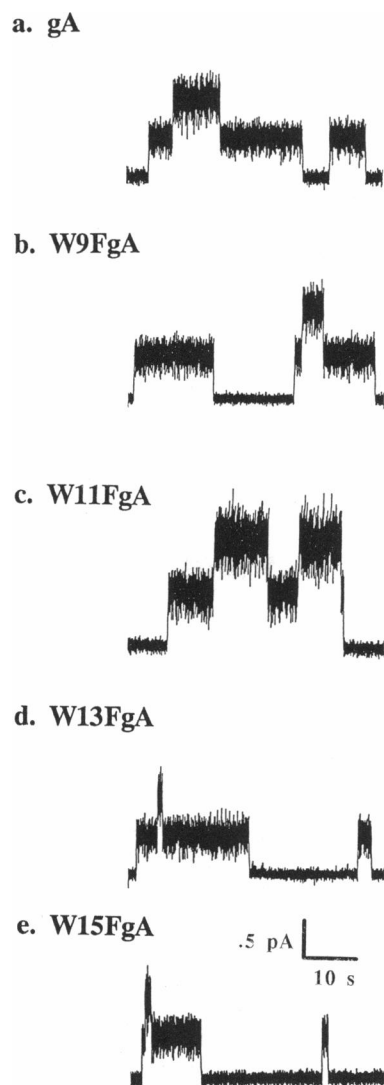 a. gA
b. W9FgA
c. W11FgA
d. W13FgA
e. W15FgA
.5 pA
10 s